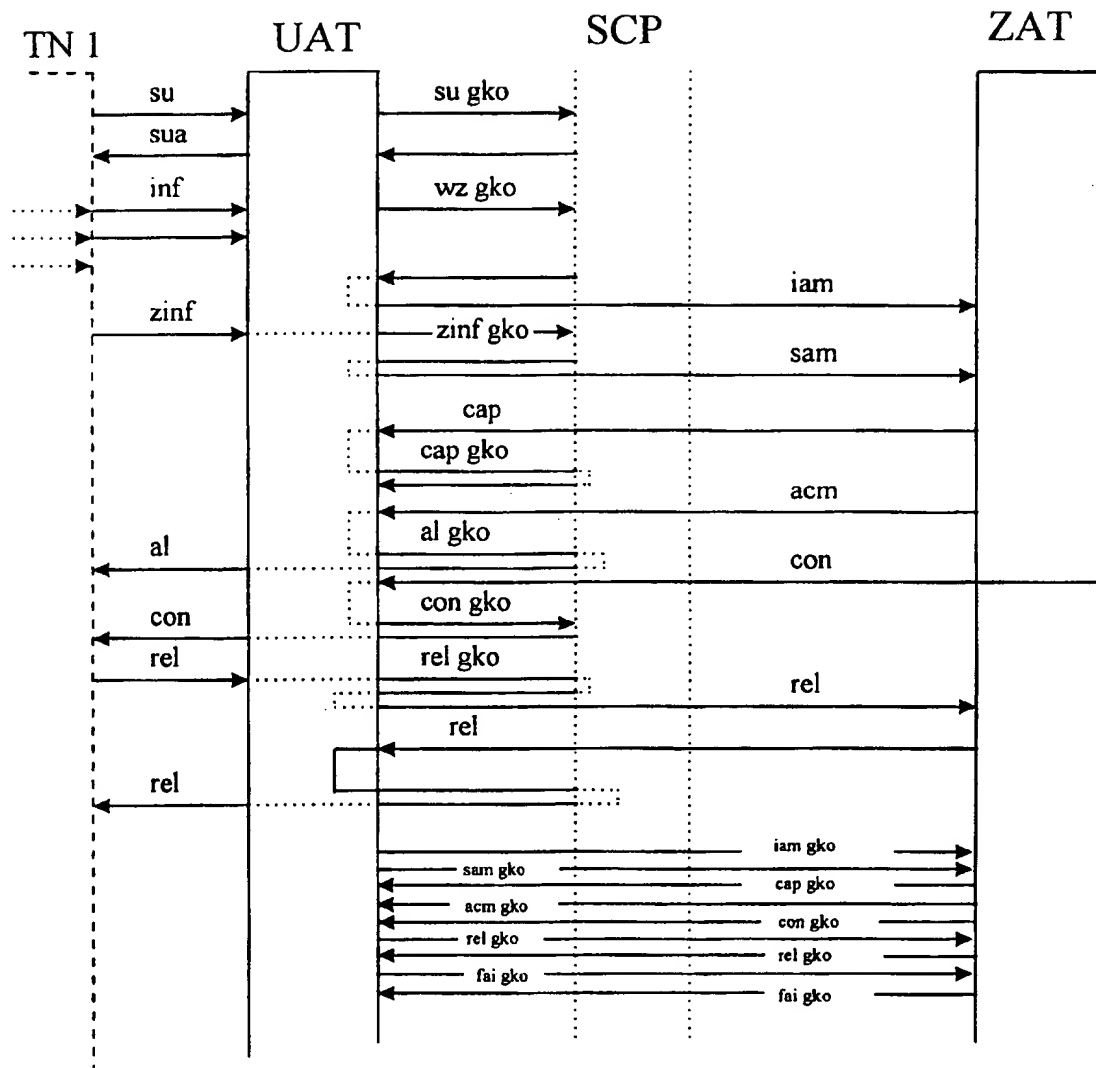 TN 1 UAT SCP ZAT
su su gko
sua
inf wz gko
iam
zinf zinf gko
sam
cap
cap gko
acm
al gko
al con
con gko
con
rel rel gko
rel
rel
rel
iam gko
sam gko
cap gko
acm gko
con gko
rel gko
rel gko
fai gko
fai gko